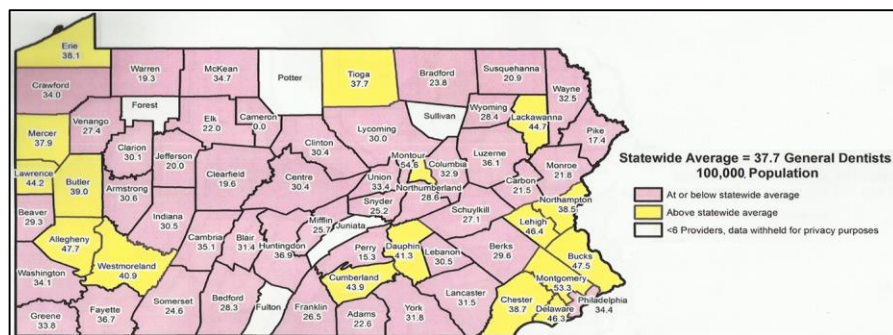 Erie
38.1
Crawford
34.0
Warren
19.3
McKean
34.7
Potter
Tioga
37.7
Bradford
23.8
Susquehanna
20.9
Wayne
32.5
Forest
Venango
27.4
Mercer
37.9
Elk
22.0
Cameron
0.0
Sullivan
Wyoming
28.4
Lackawanna
44.7
Pike
17.4
Clinton
30.4
Lycoming
30.0
Clarion
30.1
Jefferson
20.0
Lawrence
44.2
Butler
39.0
Armstrong
30.6
Clearfield
19.6
Centre
30.4
Union
33.4
Montour
54.6
Columbia
32.9
Luzerne
36.1
Monroe
21.8
Carbon
21.5
Northumberland
28.6
Snyder
25.2
Beaver
29.3
Indiana
30.5
Mifflin
25.7
Juniata
Schuylkill
27.1
Northampton
38.5
Lehigh
46.4
Allegheny
47.7
Westmoreland
40.9
Cambria
35.1
Blair
31.4
Huntingdon
36.9
Perry
15.3
Dauphin
41.3
Lebanon
30.5
Berks
29.6
Bucks
47.5
Montgomery
53.3
Washington
34.1
Cumberland
43.9
Lancaster
31.5
Chester
38.7
Delaware
46.3
Philadelphia
34.4
Greene
33.8
Fayette
36.7
Somerset
24.6
Bedford
28.3
Fulton
Franklin
26.5
Adams
22.6
York
31.8
Statewide Average = 37.7 General Dentists
100,000 Population
At or below statewide average
Above statewide average
<6 Providers, data withheld for privacy purposes